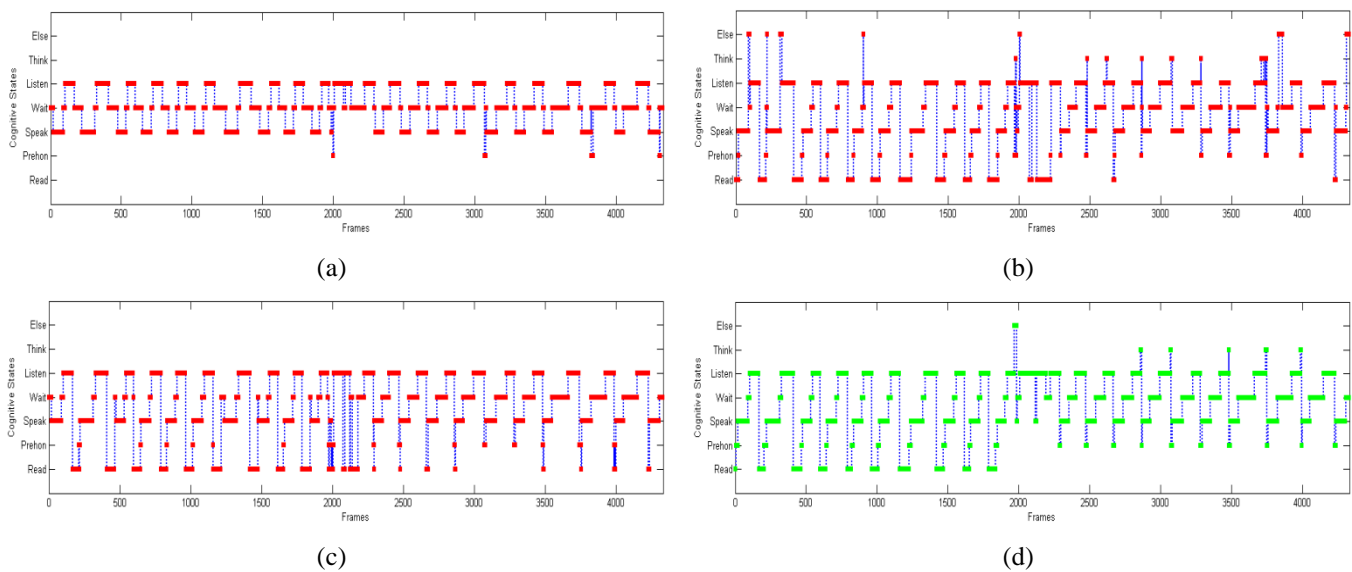 Else
Think
Listen
Wait
Speak
Prehon
Read
Cognitive States
0 500 1000 1500 2000 2500 3000 3500 4000
Frames
(a)
Else
Think
Listen
Wait
Speak
Prehon
Read
Cognitive States
0 500 1000 1500 2000 2500 3000 3500 4000
Frames
(b)
Else
Think
Listen
Wait
Speak
Prehon
Read
Cognitive States
0 500 1000 1500 2000 2500 3000 3500 4000
Frames
(c)
Else
Think
Listen
Wait
Speak
Prehon
Read
Cognitive States
0 500 1000 1500 2000 2500 3000 3500 4000
Frames
(d)